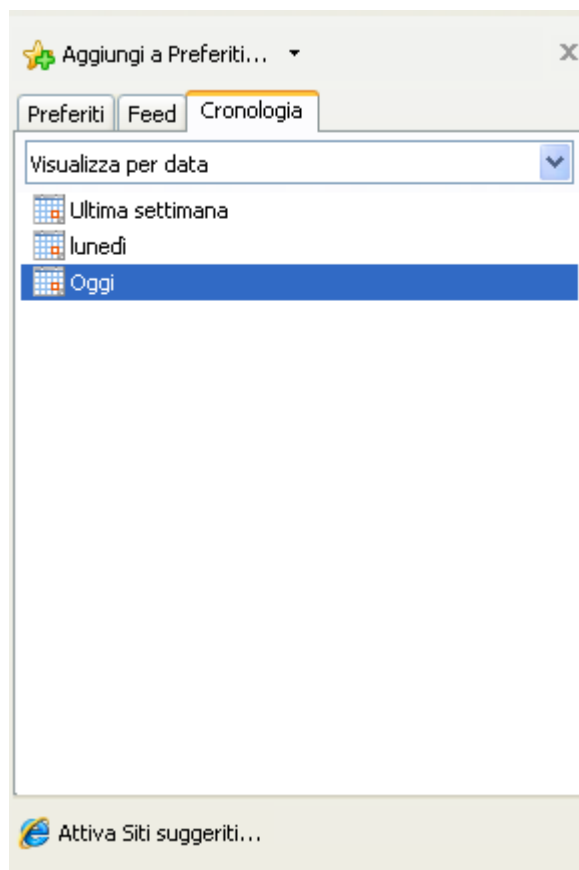 Aggiungi a Preferiti...
Preferiti Feed Cronologia
Visualizza per data
Ultima settimana
lunedì
Oggi
Attiva Siti suggeriti...